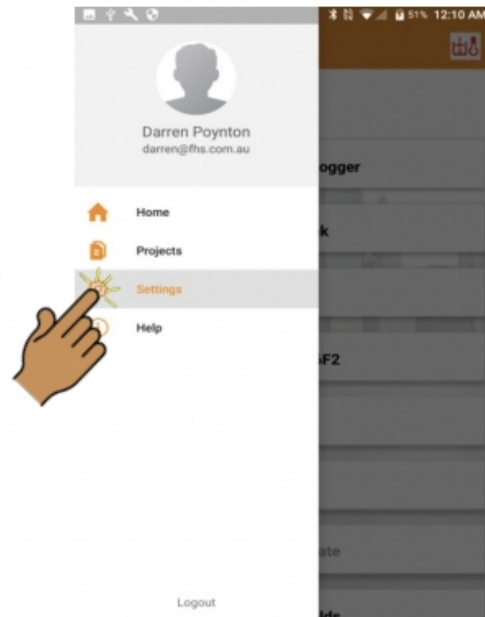 51% 12:10 AM
Darren Poynton
darren@fhs.com.au
ogger
Home
k
Projects
Settings
Help
F2
ate
Logout
lds